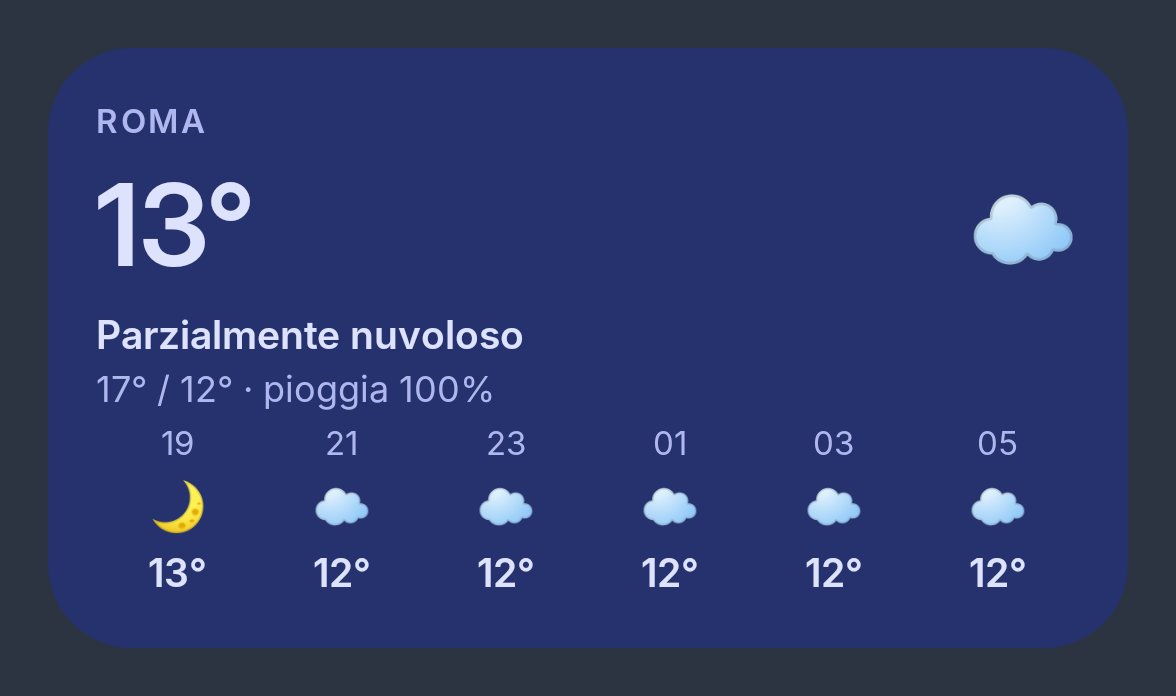 ROMA
13°
Parzialmente nuvoloso
17° / 12° · pioggia 100%
19 21 23 01 03 05
13° 12° 12° 12° 12° 12°